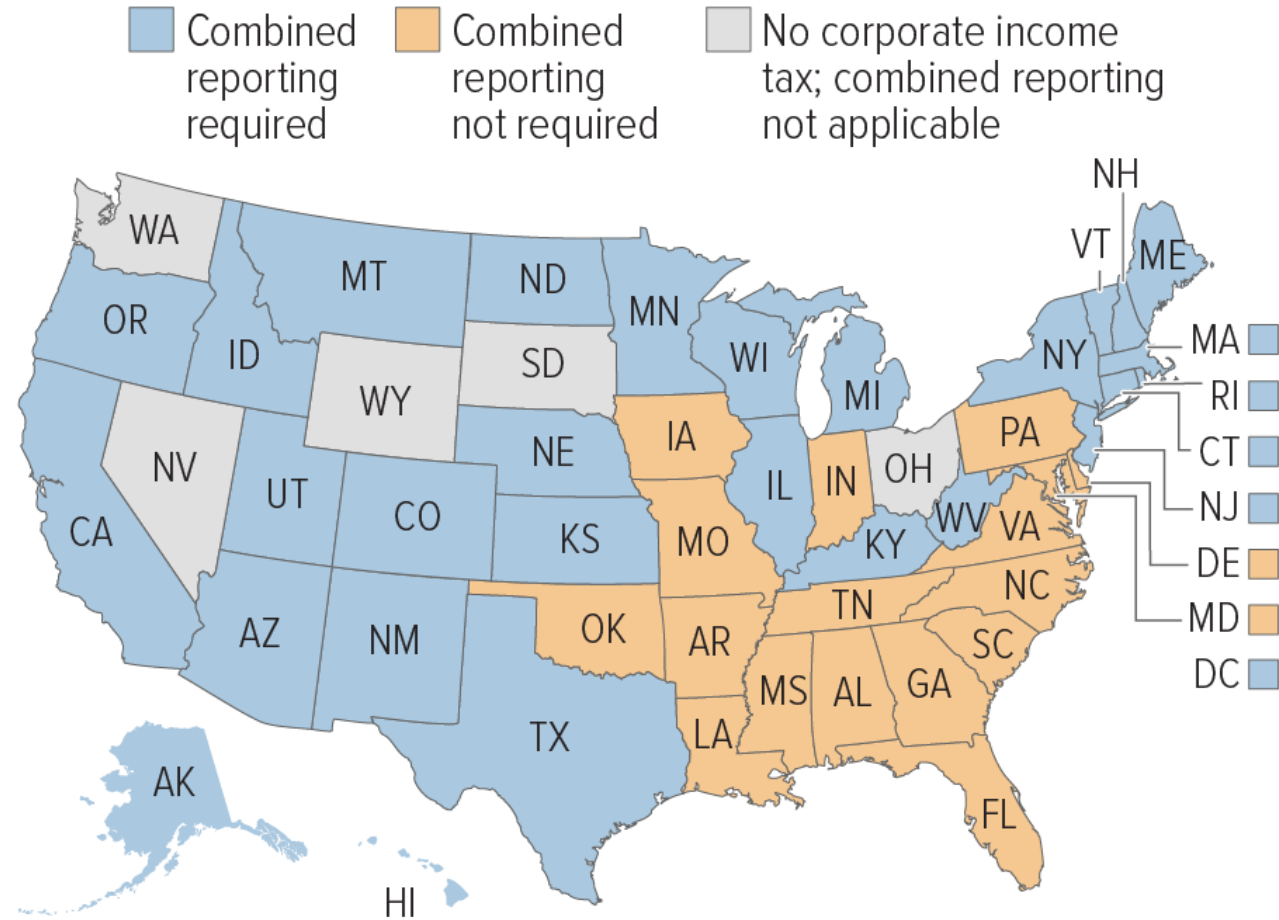 Combined
reporting
required
Combined
reporting
not required
No corporate income
tax; combined reporting
not applicable
NH
VT
ME
WA
MT
ND
MN
OR
ID
WI
NY
MA
SD
MI
RI
WY
IA
PA
NE
CT
NV
IL
IN
OH
UT
CO
NJ
CA
KS
MO
KY
WV
VA
DE
NC
TN
MD
AZ
NM
OK
AR
SC
DC
MS
AL
GA
TX
LA
AK
FL
HI